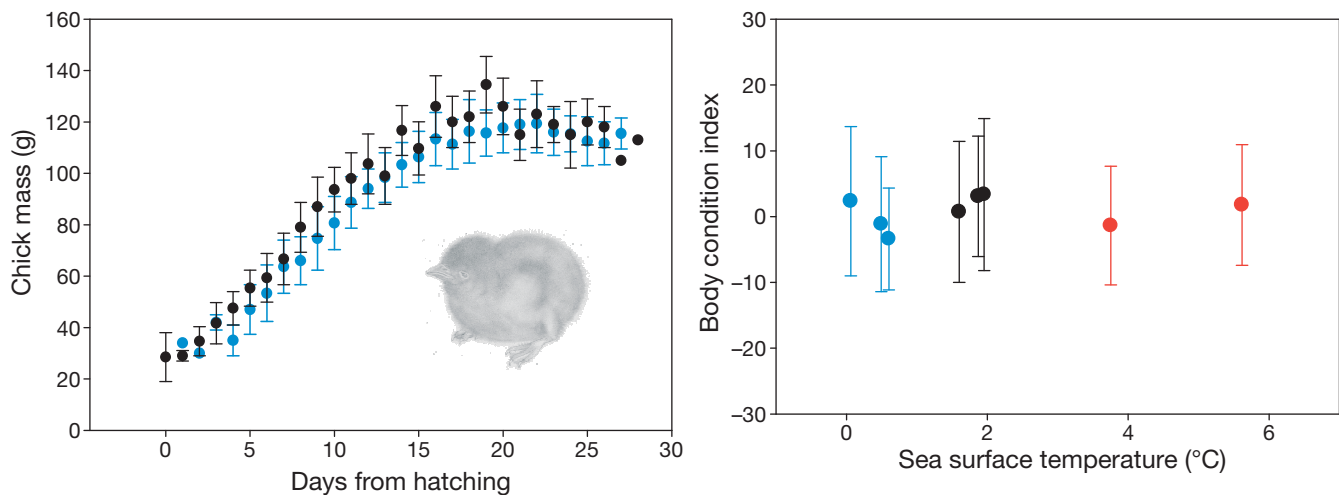 160
140
120
100
80
60
40
20
0
Chick mass (g)
0 5 10 15 20 25 30
Days from hatching
30
20
10
0
–10
–20
–30
Body condition index
0 2 4 6
Sea surface temperature (°C)